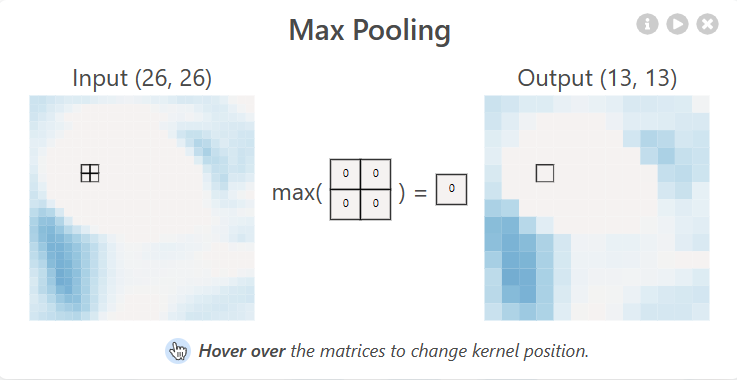 Max Pooling
Input (26, 26)
Output (13, 13)
max(
0 0
0 0
) =
0
Hover over the matrices to change kernel position.